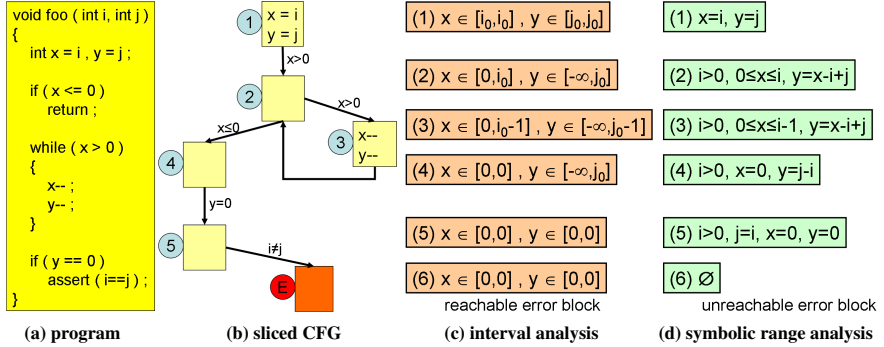 void foo ( int i, int j )
{
int x = i , y = j ;
if ( x <= 0 )
return ;
while ( x > 0 )
{
x-- ;
y-- ;
}
if ( y == 0 )
assert ( i==j ) ;
}
(a) program
1
x = i
y = j
x>0
2
x>0
x≤0
3
x--
y--
4
y=0
5
i≠j
E
(b) sliced CFG
(1) x ∈ [i₀,i₀] , y ∈ [j₀,j₀]
(2) x ∈ [0,i₀] , y ∈ [-∞,j₀]
(3) x ∈ [0,i₀-1] , y ∈ [-∞,j₀-1]
(4) x ∈ [0,0] , y ∈ [-∞,j₀]
(5) x ∈ [0,0] , y ∈ [0,0]
(6) x ∈ [0,0] , y ∈ [0,0]
reachable error block
(c) interval analysis
(1) x=i, y=j
(2) i>0, 0≤x≤i, y=x-i+j
(3) i>0, 0≤x≤i-1, y=x-i+j
(4) i>0, x=0, y=j-i
(5) i>0, j=i, x=0, y=0
(6) ∅
unreachable error block
(d) symbolic range analysis